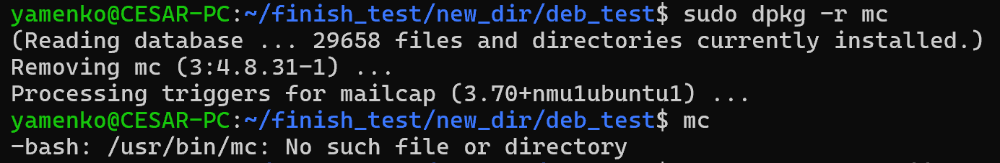 yamenko@CESAR-PC:~/finish_test/new_dir/deb_test$ sudo dpkg -r mc
(Reading database ... 29658 files and directories currently installed.)
Removing mc (3:4.8.31-1) ...
Processing triggers for mailcap (3.70+nmu1ubuntu1) ...
yamenko@CESAR-PC:~/finish_test/new_dir/deb_test$ mc
-bash: /usr/bin/mc: No such file or directory